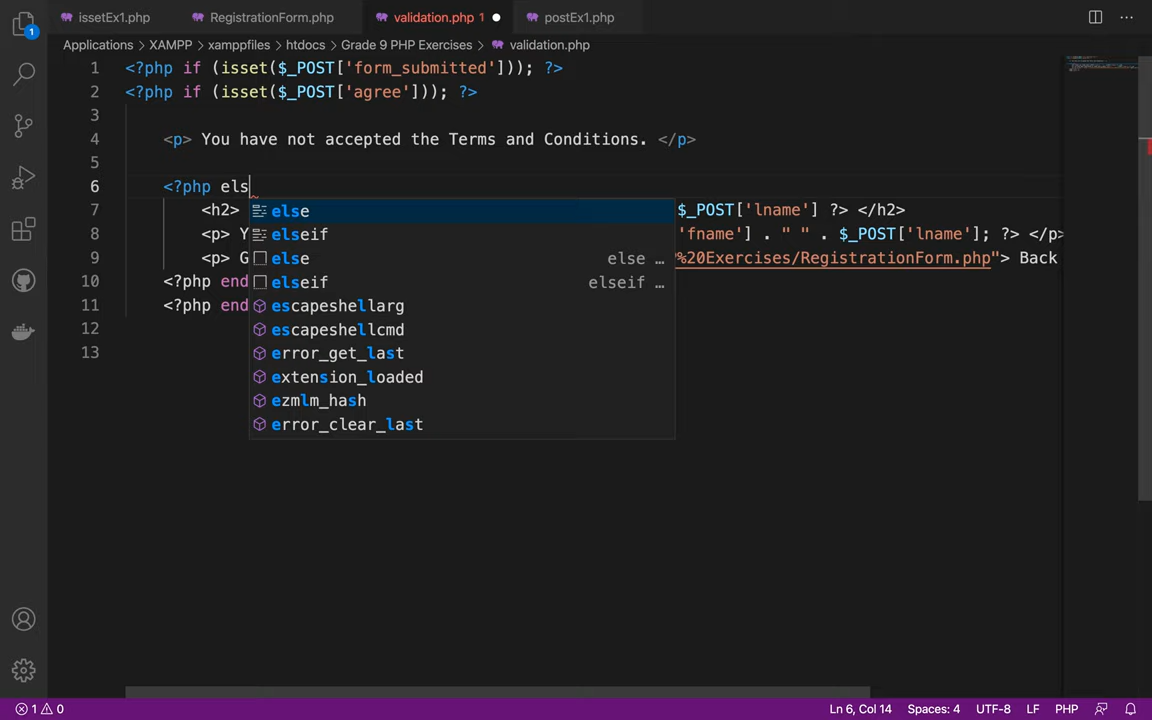 1
issetEx1.php RegistrationForm.php validation.php 1 postEx1.php
Applications XAMPP xamppfiles htdocs Grade 9 PHP Exercises validation.php
1 <?php if (isset($_POST['form_submitted'])); ?>
2 <?php if (isset($_POST['agree'])); ?>
3
4 <p> You have not accepted the Terms and Conditions. </p>
5
6 <?php els
7 <h2> $_POST['lname'] ?> </h2>
8 <p> Y 'fname'] . " " . $_POST['lname']; ?> </p>
9 <p> G %20Exercises/RegistrationForm.php"> Back
10 <?php end
11 <?php end
12
13
else
elseif
else else …
elseif elseif …
escapeshellarg
escapeshellcmd
error_get_last
extension_loaded
ezmlm_hash
error_clear_last
1 0 Ln 6, Col 14 Spaces: 4 UTF-8 LF PHP